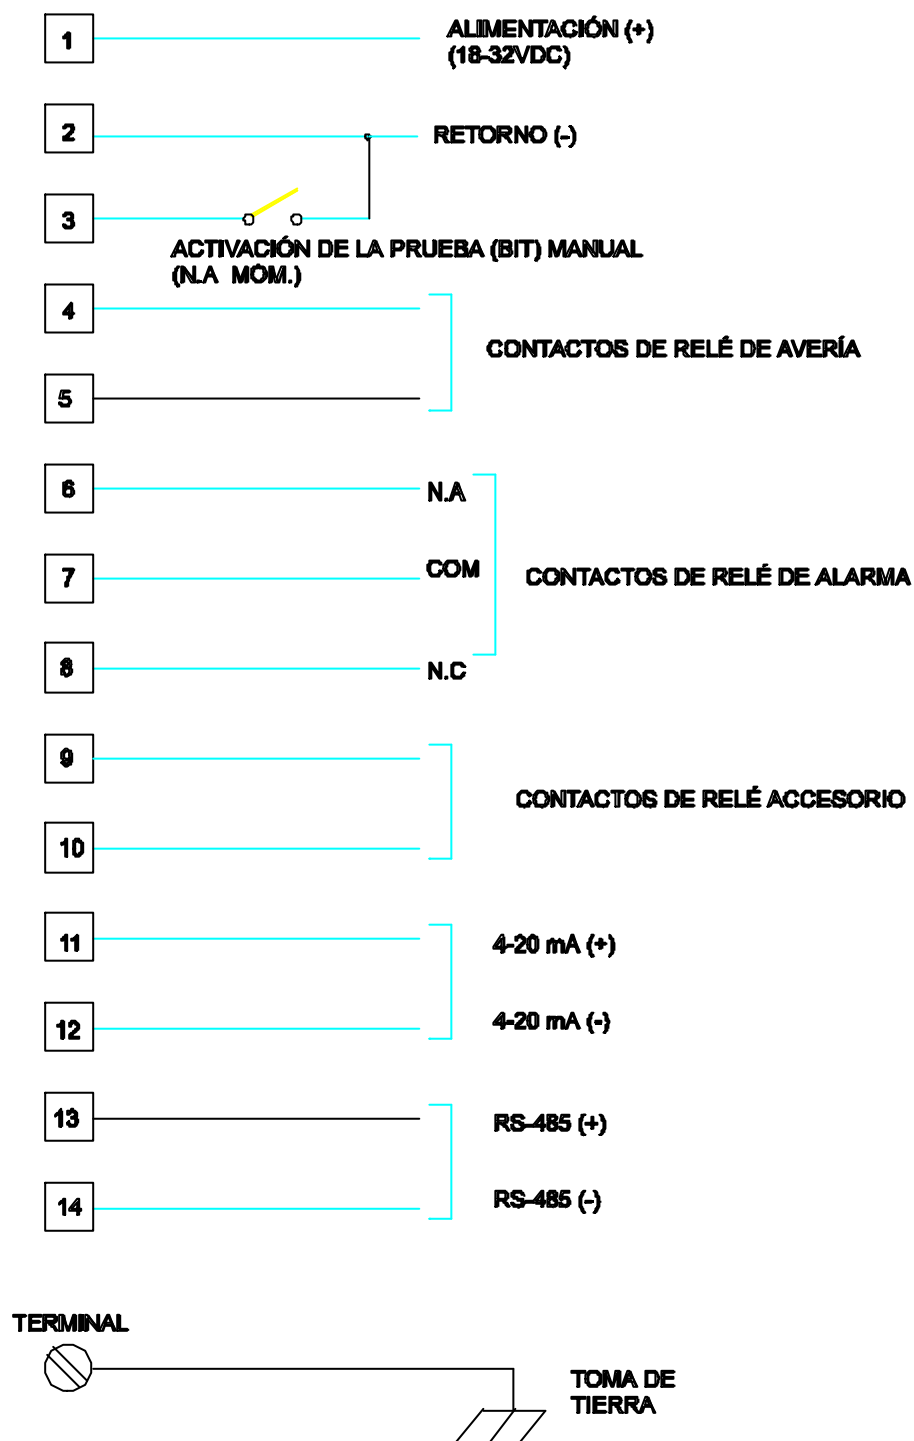 1
ALIMENTACIÓN (+)
(18-32VDC)
2
RETORNO (-)
3
ACTIVACIÓN DE LA PRUEBA (BIT) MANUAL
(N.A MOM.)
4
CONTACTOS DE RELÉ DE AVERÍA
5
6
N.A
7
COM
CONTACTOS DE RELÉ DE ALARMA
8
N.C
9
CONTACTOS DE RELÉ ACCESORIO
10
11
4-20 mA (+)
12
4-20 mA (-)
13
RS-485 (+)
14
RS-485 (-)
TERMINAL
TOMA DE
TIERRA